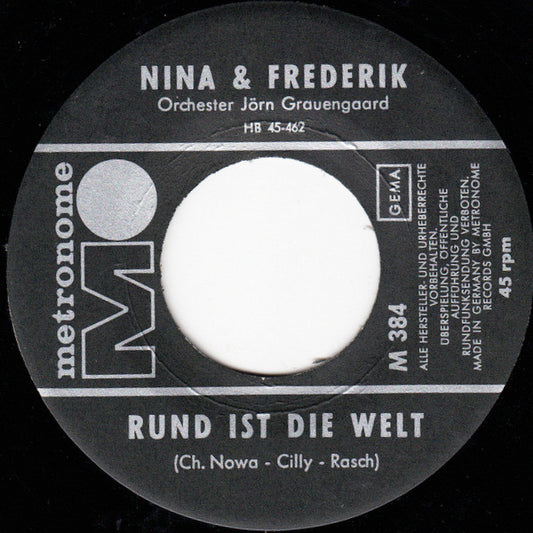 NINA & FREDERIK
Orchester Jörn Grauengaard
HB 45-462
metronome
M
GEMA
M 384
ALLE HERSTELLER- UND URHEBERRECHTE
VORBEHALTEN.
ÜBERSPIELUNG, ÖFFENTLICHE
AUFFÜHRUNG UND
RUNDFUNKSENDUNG VERBOTEN.
MADE IN GERMANY BY METRONOME
RECORDS GMBH
45 rpm
RUND IST DIE WELT
(Ch. Nowa - Cilly - Rasch)